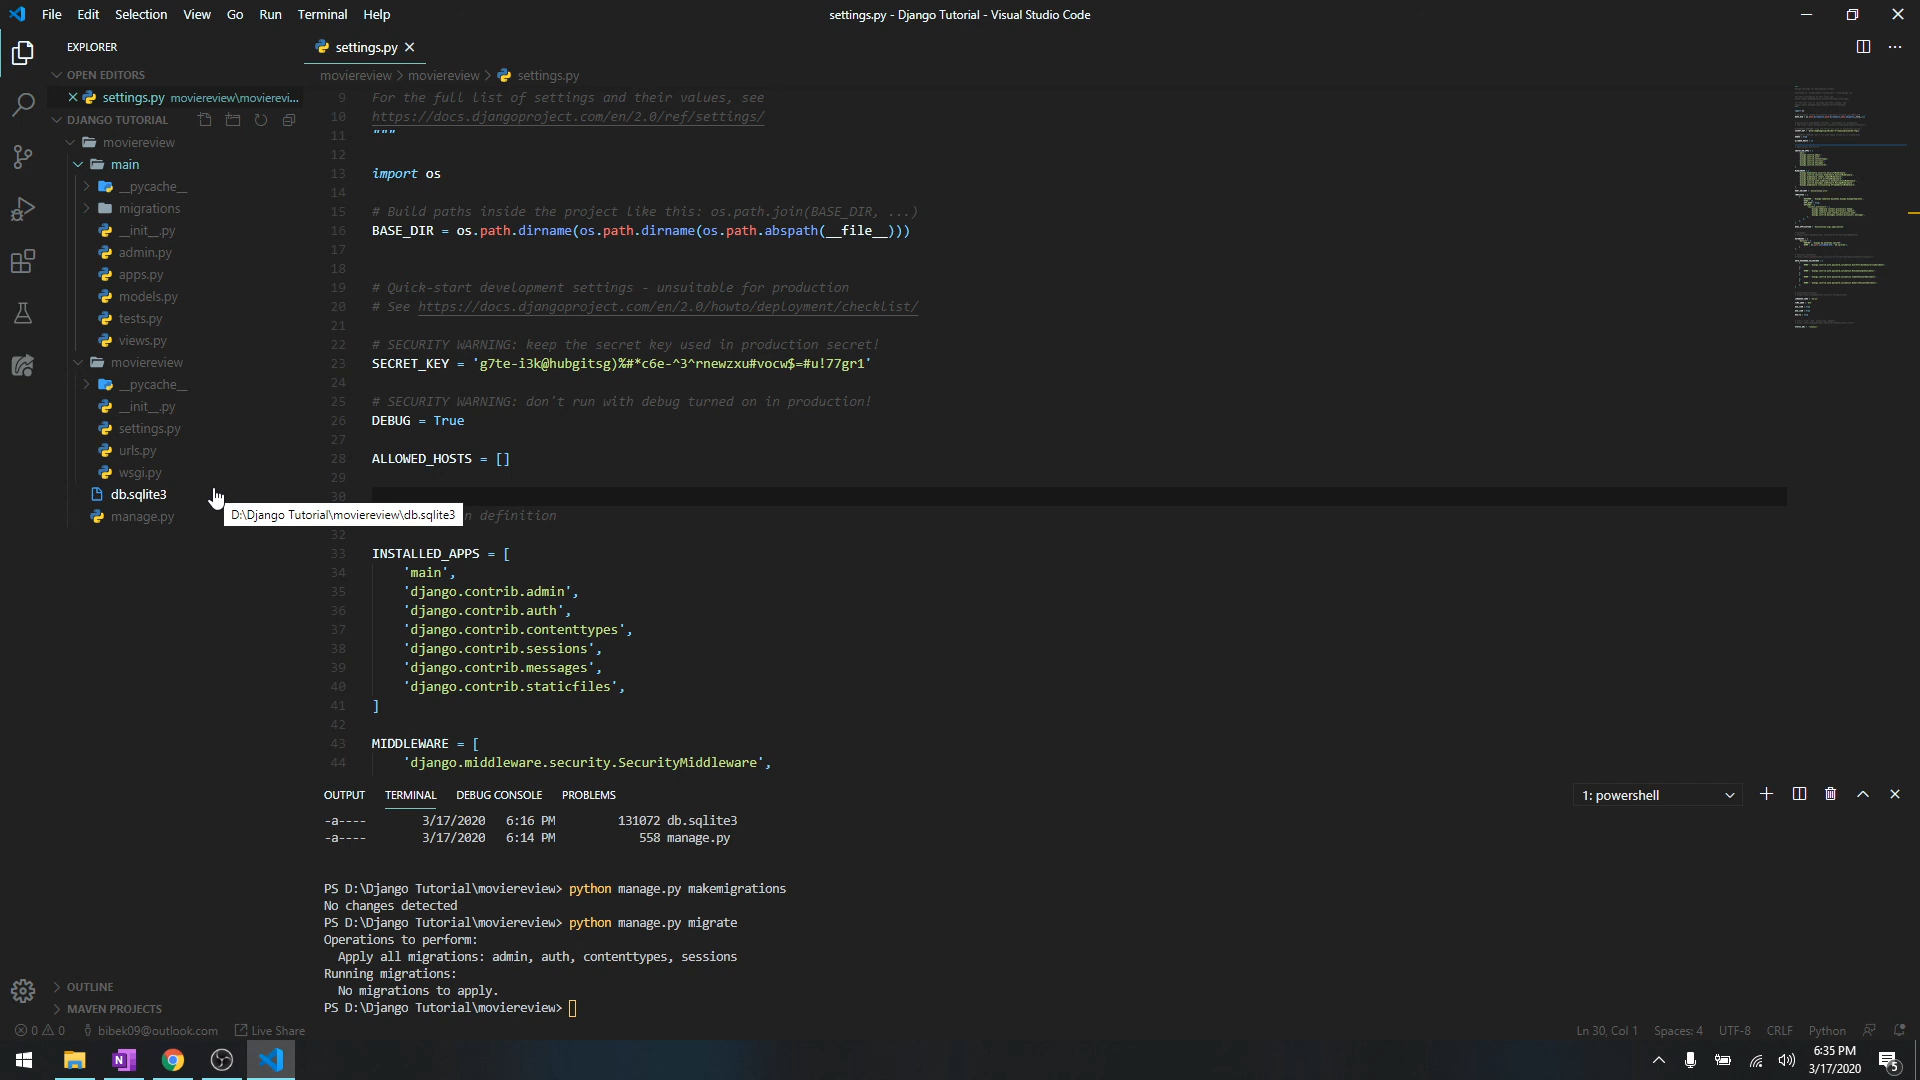 File Edit Selection View Go Run Terminal Help
settings.py - Django Tutorial - Visual Studio Code
EXPLORER
OPEN EDITORS
settings.py moviereview\movierevi...
DJANGO TUTORIAL
moviereview
main
__pycache__
migrations
__init__.py
admin.py
apps.py
models.py
tests.py
views.py
moviereview
__pycache__
__init__.py
settings.py
urls.py
wsgi.py
db.sqlite3
manage.py
D:\Django Tutorial\moviereview\db.sqlite3
OUTLINE
MAVEN PROJECTS
settings.py
moviereview > moviereview > settings.py
9 For the full list of settings and their values, see
10 https://docs.djangoproject.com/en/2.0/ref/settings/
11 """
12
13 import os
14
15 # Build paths inside the project like this: os.path.join(BASE_DIR, ...)
16 BASE_DIR = os.path.dirname(os.path.dirname(os.path.abspath(__file__)))
17
18
19 # Quick-start development settings - unsuitable for production
20 # See https://docs.djangoproject.com/en/2.0/howto/deployment/checklist/
21
22 # SECURITY WARNING: keep the secret key used in production secret!
23 SECRET_KEY = 'g7te-i3k@hubgitsg)%#*c6e-^3^rnewzxu#vocw$=#u!77gr1'
24
25 # SECURITY WARNING: don't run with debug turned on in production!
26 DEBUG = True
27
28 ALLOWED_HOSTS = []
29
30
n definition
32
33 INSTALLED_APPS = [
34 'main',
35 'django.contrib.admin',
36 'django.contrib.auth',
37 'django.contrib.contenttypes',
38 'django.contrib.sessions',
39 'django.contrib.messages',
40 'django.contrib.staticfiles',
41 ]
42
43 MIDDLEWARE = [
44 'django.middleware.security.SecurityMiddleware',
OUTPUT TERMINAL DEBUG CONSOLE PROBLEMS
1: powershell
-a---- 3/17/2020 6:16 PM 131072 db.sqlite3
-a---- 3/17/2020 6:14 PM 558 manage.py
PS D:\Django Tutorial\moviereview> python manage.py makemigrations
No changes detected
PS D:\Django Tutorial\moviereview> python manage.py migrate
Operations to perform:
Apply all migrations: admin, auth, contenttypes, sessions
Running migrations:
No migrations to apply.
PS D:\Django Tutorial\moviereview>
0 0 bibek09@outlook.com Live Share
Ln 30, Col 1 Spaces: 4 UTF-8 CRLF Python
6:35 PM
3/17/2020
5